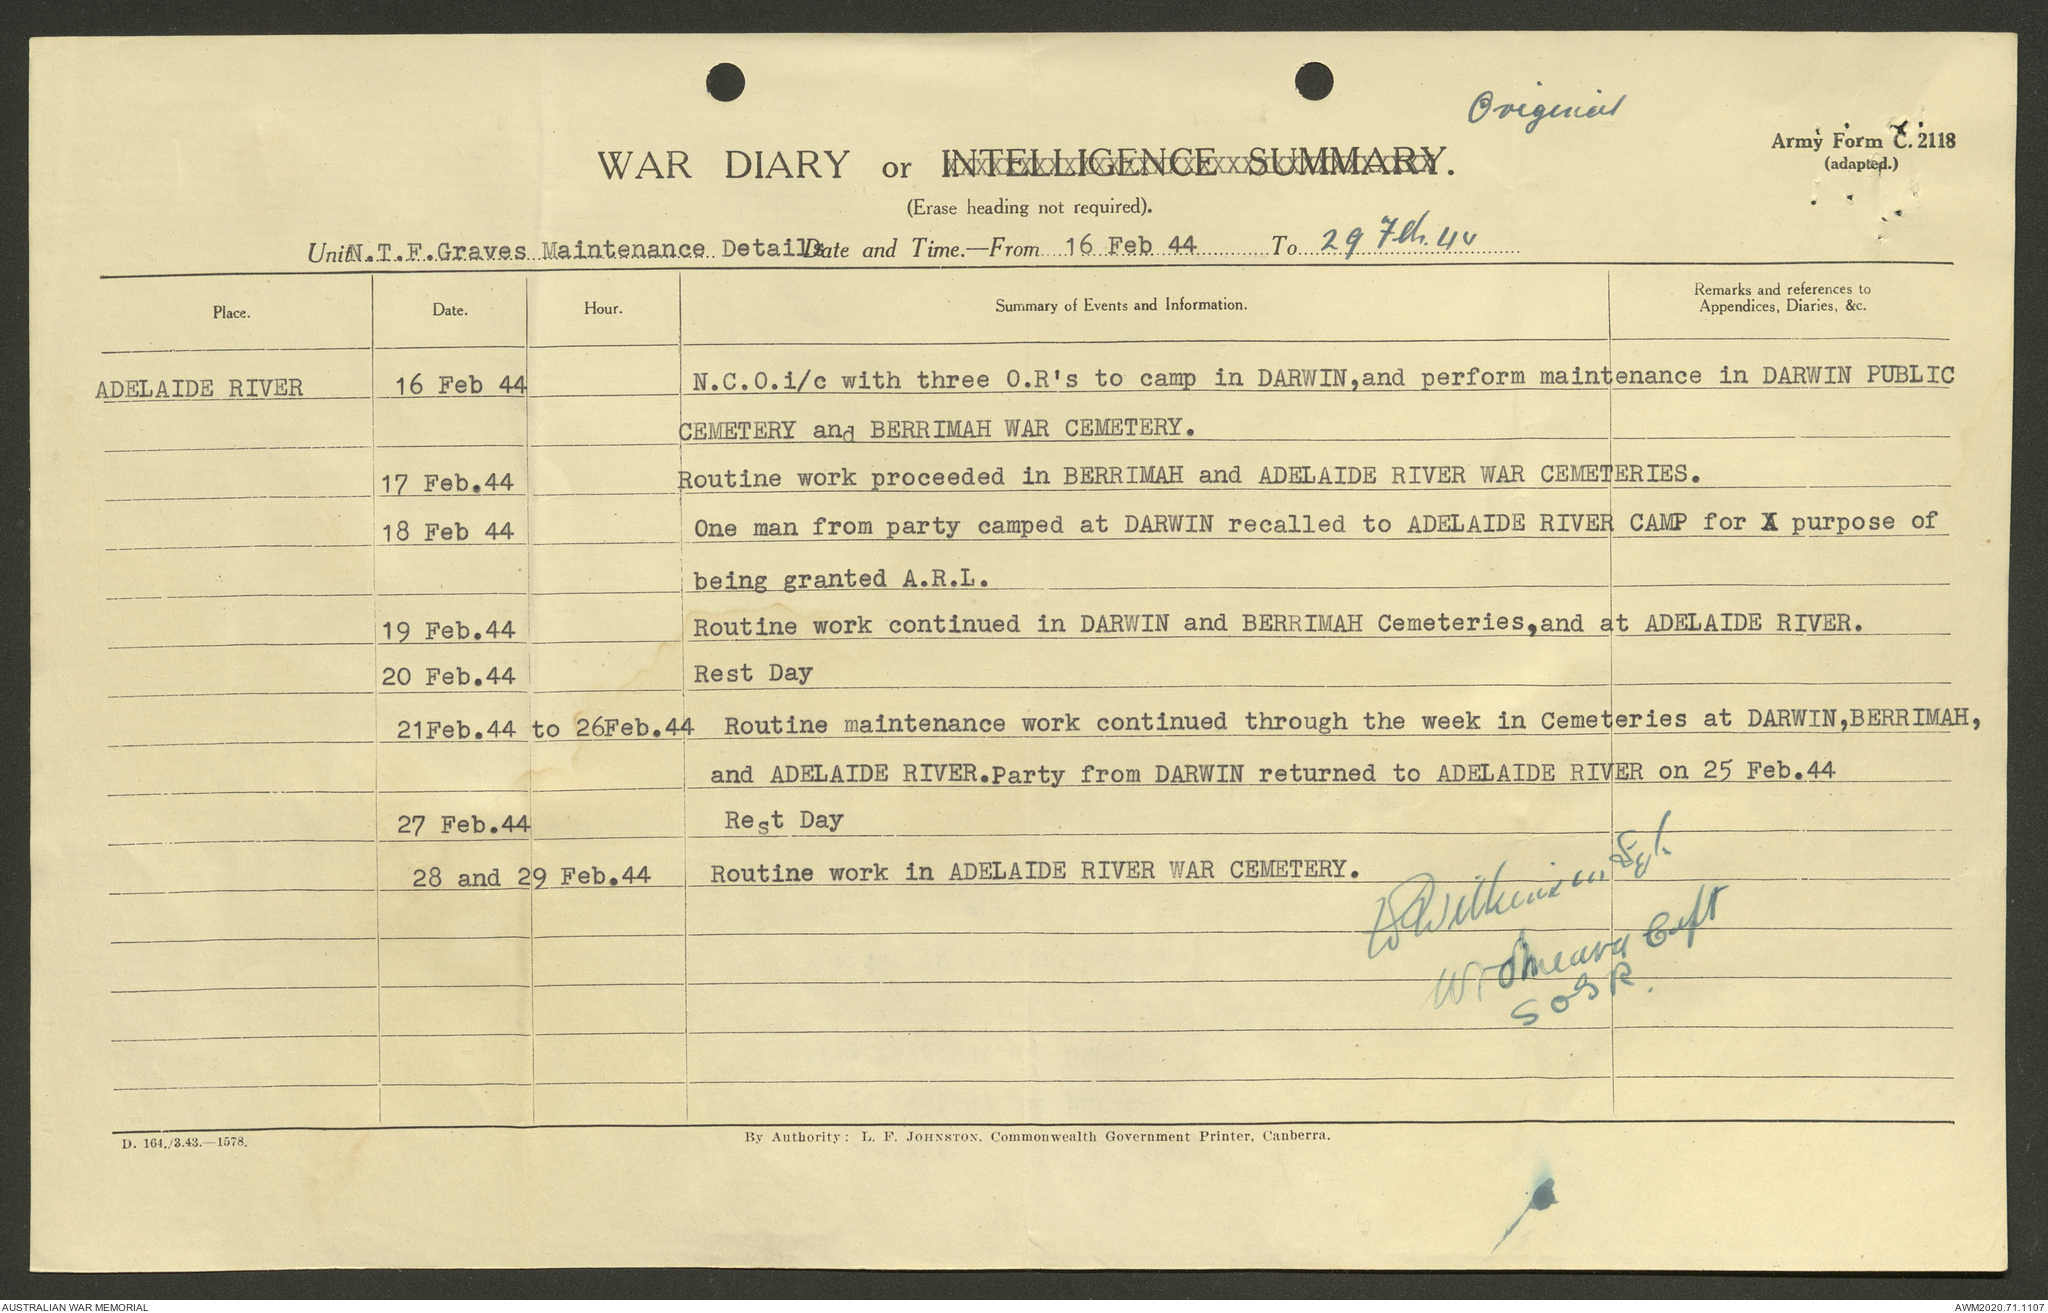 Original
Army Form C. 2118
(adapted.)
WAR DIARY or INTELLIGENCE SUMMARY.
(Erase heading not required).
Unit N.T.F.Graves Maintenance Details Date and Time.—From 16 Feb 44 To 29 Feb. 44
Place. Date. Hour. Summary of Events and Information. Remarks and references to Appendices, Diaries, &c.
ADELAIDE RIVER 16 Feb 44 N.C.O.i/c with three O.R's to camp in DARWIN,and perform maintenance in DARWIN PUBLIC
CEMETERY and BERRIMAH WAR CEMETERY.
17 Feb.44 Routine work proceeded in BERRIMAH and ADELAIDE RIVER WAR CEMETERIES.
18 Feb 44 One man from party camped at DARWIN recalled to ADELAIDE RIVER CAMP for X purpose of
being granted A.R.L.
19 Feb.44 Routine work continued in DARWIN and BERRIMAH Cemeteries,and at ADELAIDE RIVER.
20 Feb.44 Rest Day
21Feb.44 to 26Feb.44 Routine maintenance work continued through the week in Cemeteries at DARWIN,BERRIMAH,
and ADELAIDE RIVER.Party from DARWIN returned to ADELAIDE RIVER on 25 Feb.44
27 Feb.44 Rest Day
28 and 29 Feb.44 Routine work in ADELAIDE RIVER WAR CEMETERY.
Wilkinson Sgt.
O'Meara Capt
D. 164./3.43.—1578.
By Authority: L. F. JOHNSTON, Commonwealth Government Printer, Canberra.
AUSTRALIAN WAR MEMORIAL
AWM2020.71.1107